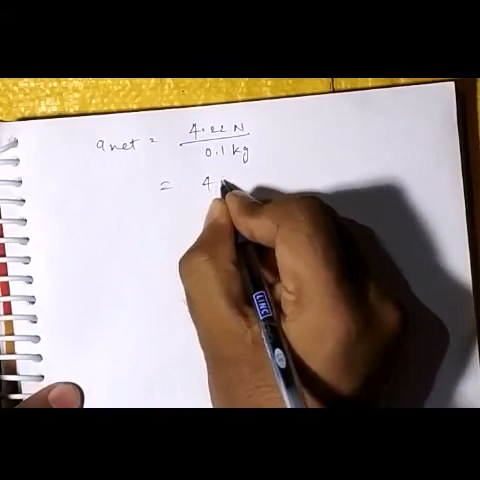 anet = 4.22 N
0.1 kg
= 4
LINC